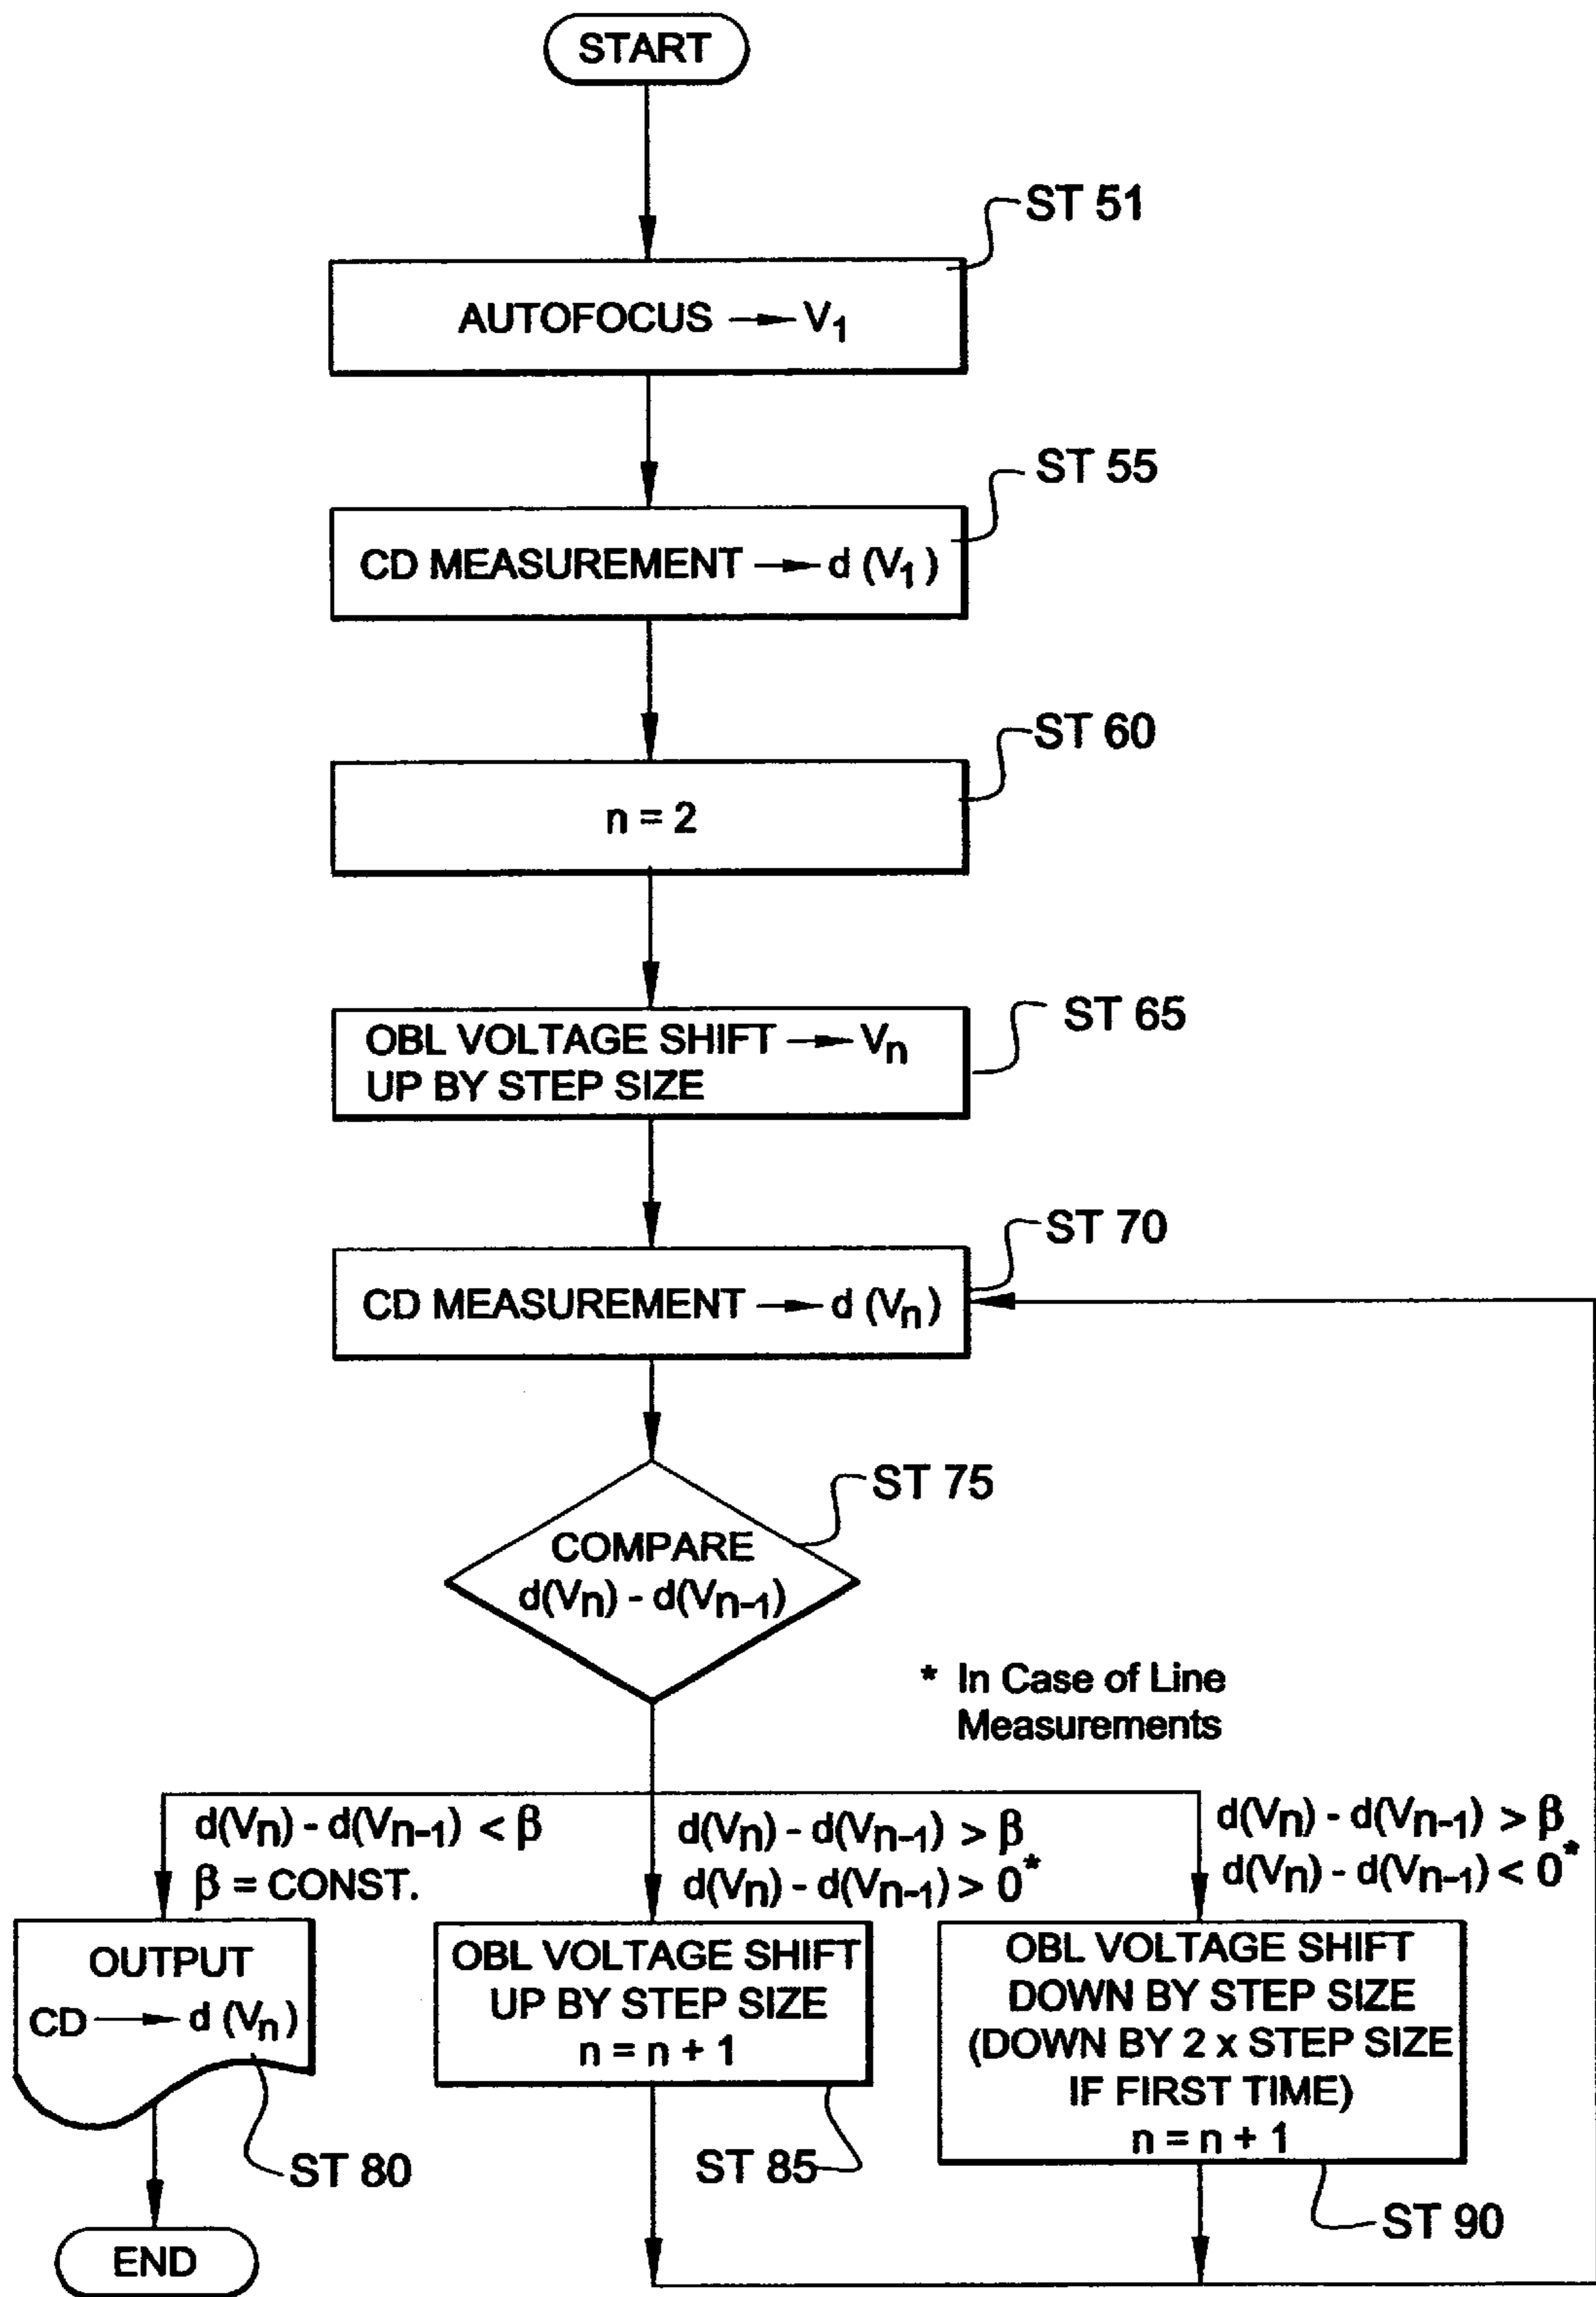 START
ST 51
AUTOFOCUS → V₁
ST 55
CD MEASUREMENT → d (V₁)
ST 60
n = 2
ST 65
OBL VOLTAGE SHIFT → Vₙ
UP BY STEP SIZE
ST 70
CD MEASUREMENT → d (Vₙ)
ST 75
COMPARE
d(Vₙ) - d(Vₙ₋₁)
* In Case of Line
Measurements
d(Vₙ) - d(Vₙ₋₁) < β
β = CONST.
d(Vₙ) - d(Vₙ₋₁) > β
d(Vₙ) - d(Vₙ₋₁) > 0*
d(Vₙ) - d(Vₙ₋₁) > β
d(Vₙ) - d(Vₙ₋₁) < 0*
OUTPUT
CD → d (Vₙ)
ST 80
END
OBL VOLTAGE SHIFT
UP BY STEP SIZE
n = n + 1
ST 85
OBL VOLTAGE SHIFT
DOWN BY STEP SIZE
(DOWN BY 2 x STEP SIZE
IF FIRST TIME)
n = n + 1
ST 90